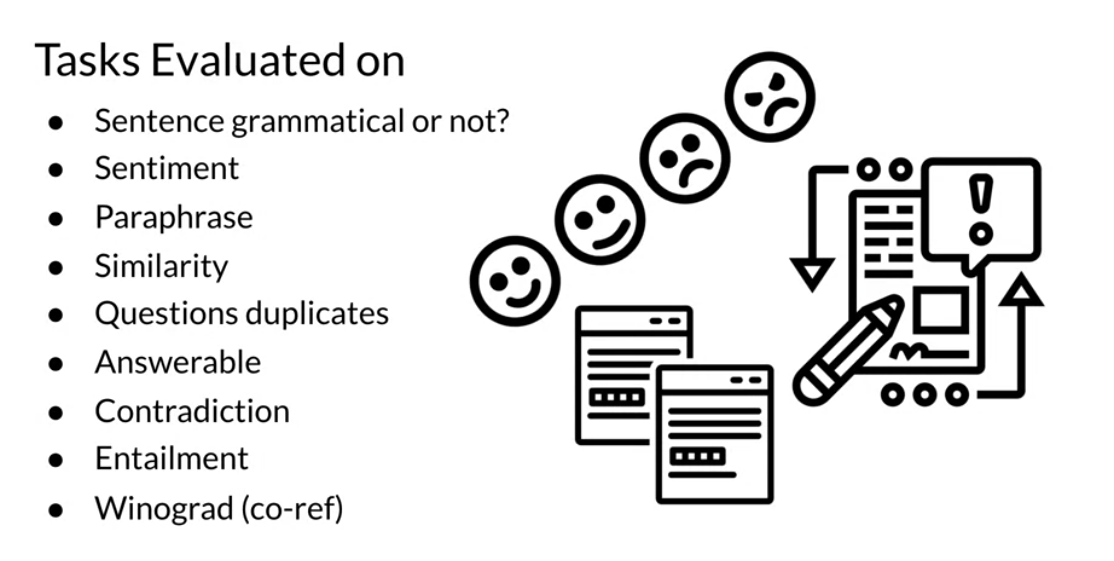 Tasks Evaluated on
● Sentence grammatical or not?
● Sentiment
● Paraphrase
● Similarity
● Questions duplicates
● Answerable
● Contradiction
● Entailment
● Winograd (co-ref)
!